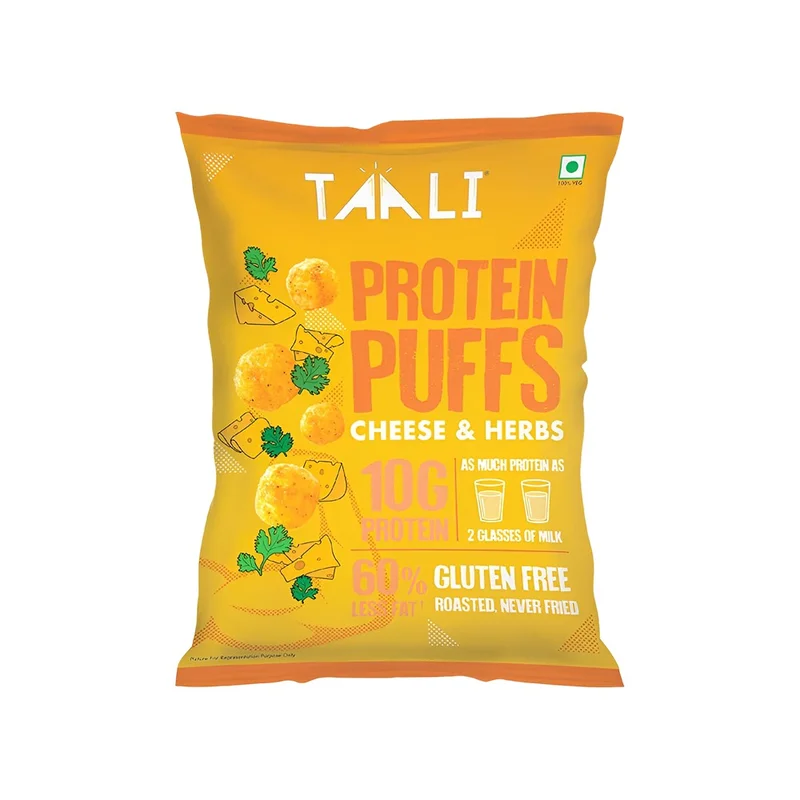 TAALI
100% VEG
PROTEIN
PUFFS
CHEESE & HERBS
10G
PROTEIN
AS MUCH PROTEIN AS
2 GLASSES OF MILK
60%
LESS FAT
GLUTEN FREE
ROASTED, NEVER FRIED
Picture For Representation Purpose Only